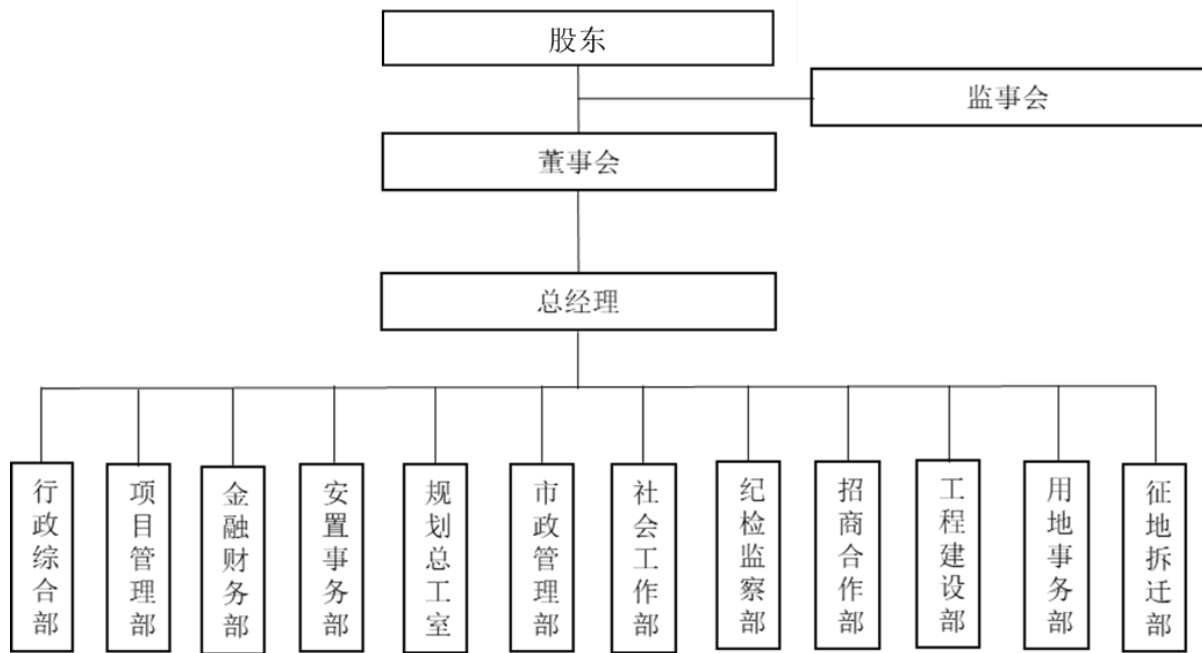 股东
监事会
董事会
总经理
行政综合部
项目管理部
金融财务部
安置事务部
规划总工室
市政管理部
社会工作部
纪检监察部
招商合作部
工程建设部
用地事务部
征地拆迁部